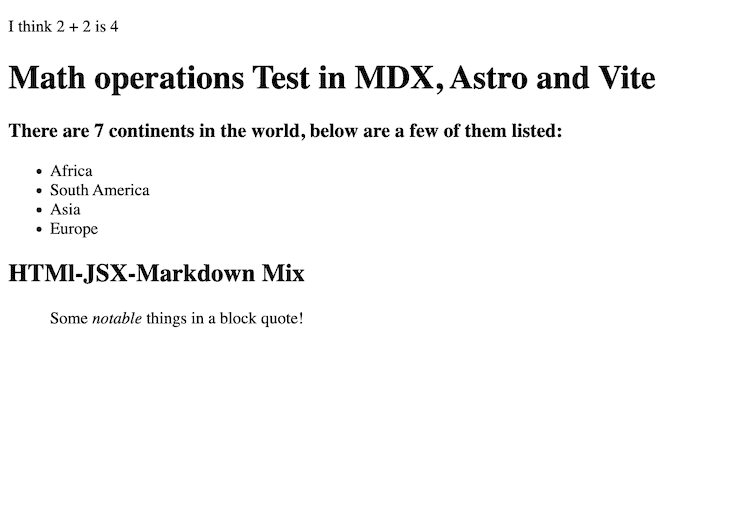 I think 2 + 2 is 4
Math operations Test in MDX, Astro and Vite
There are 7 continents in the world, below are a few of them listed:
Africa
South America
Asia
Europe
HTMl-JSX-Markdown Mix
Some notable things in a block quote!